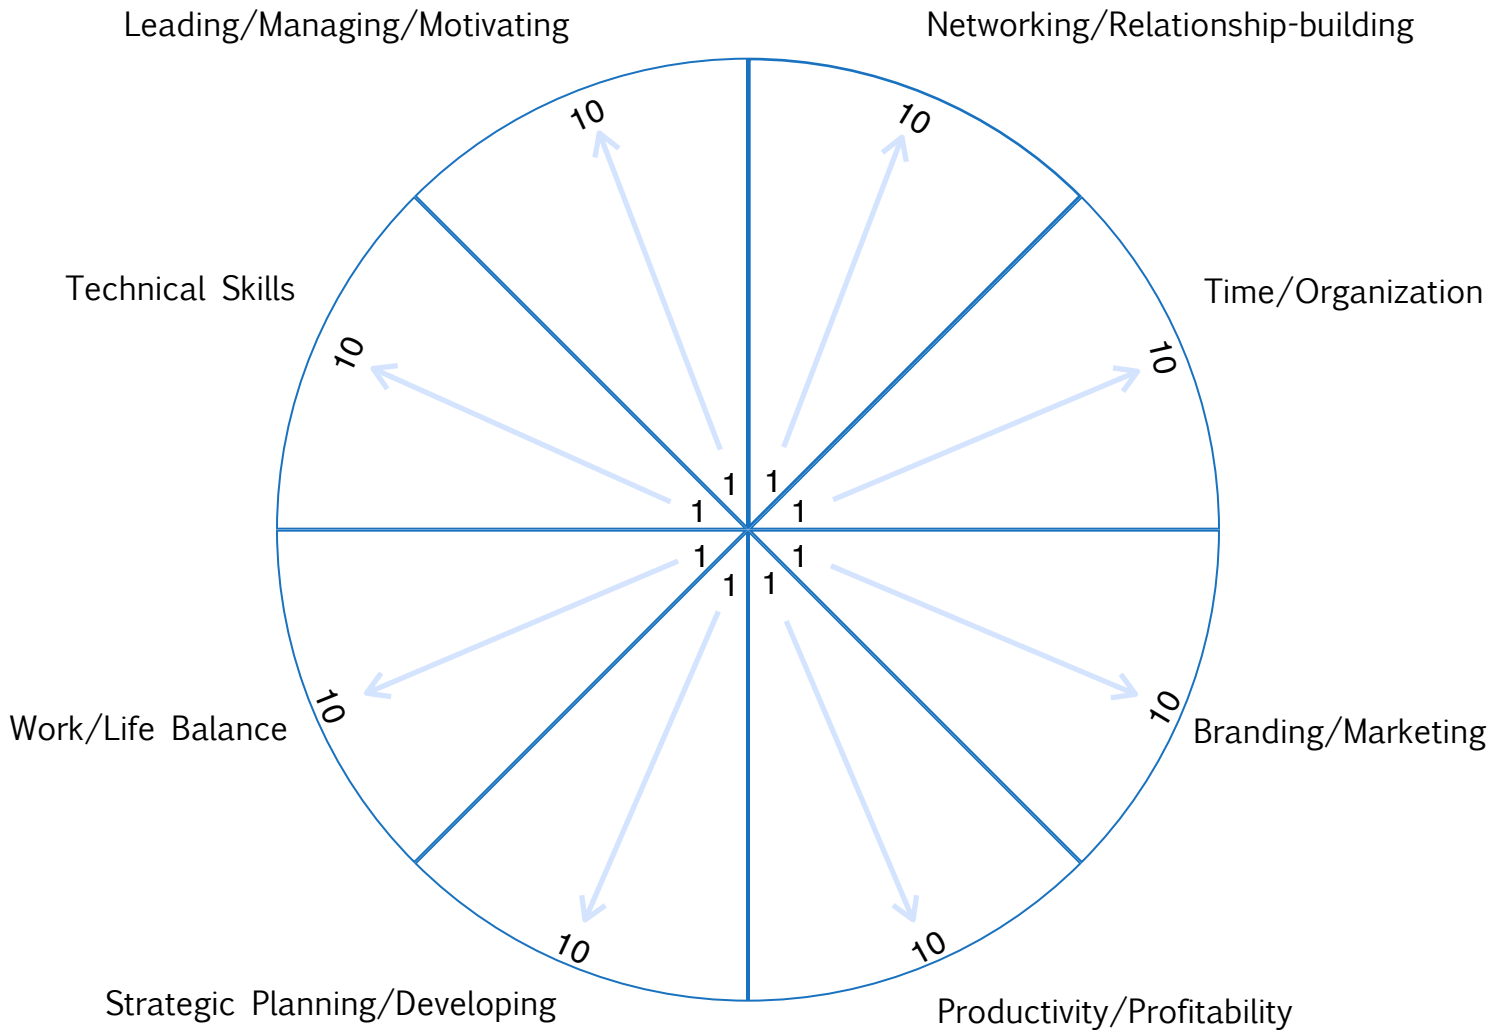 Leading/Managing/Motivating
Networking/Relationship-building
10
10
Technical Skills
Time/Organization
10
10
1
1
1
1
1
1
1
1
10
10
Work/Life Balance
Branding/Marketing
10
10
Strategic Planning/Developing
Productivity/Profitability